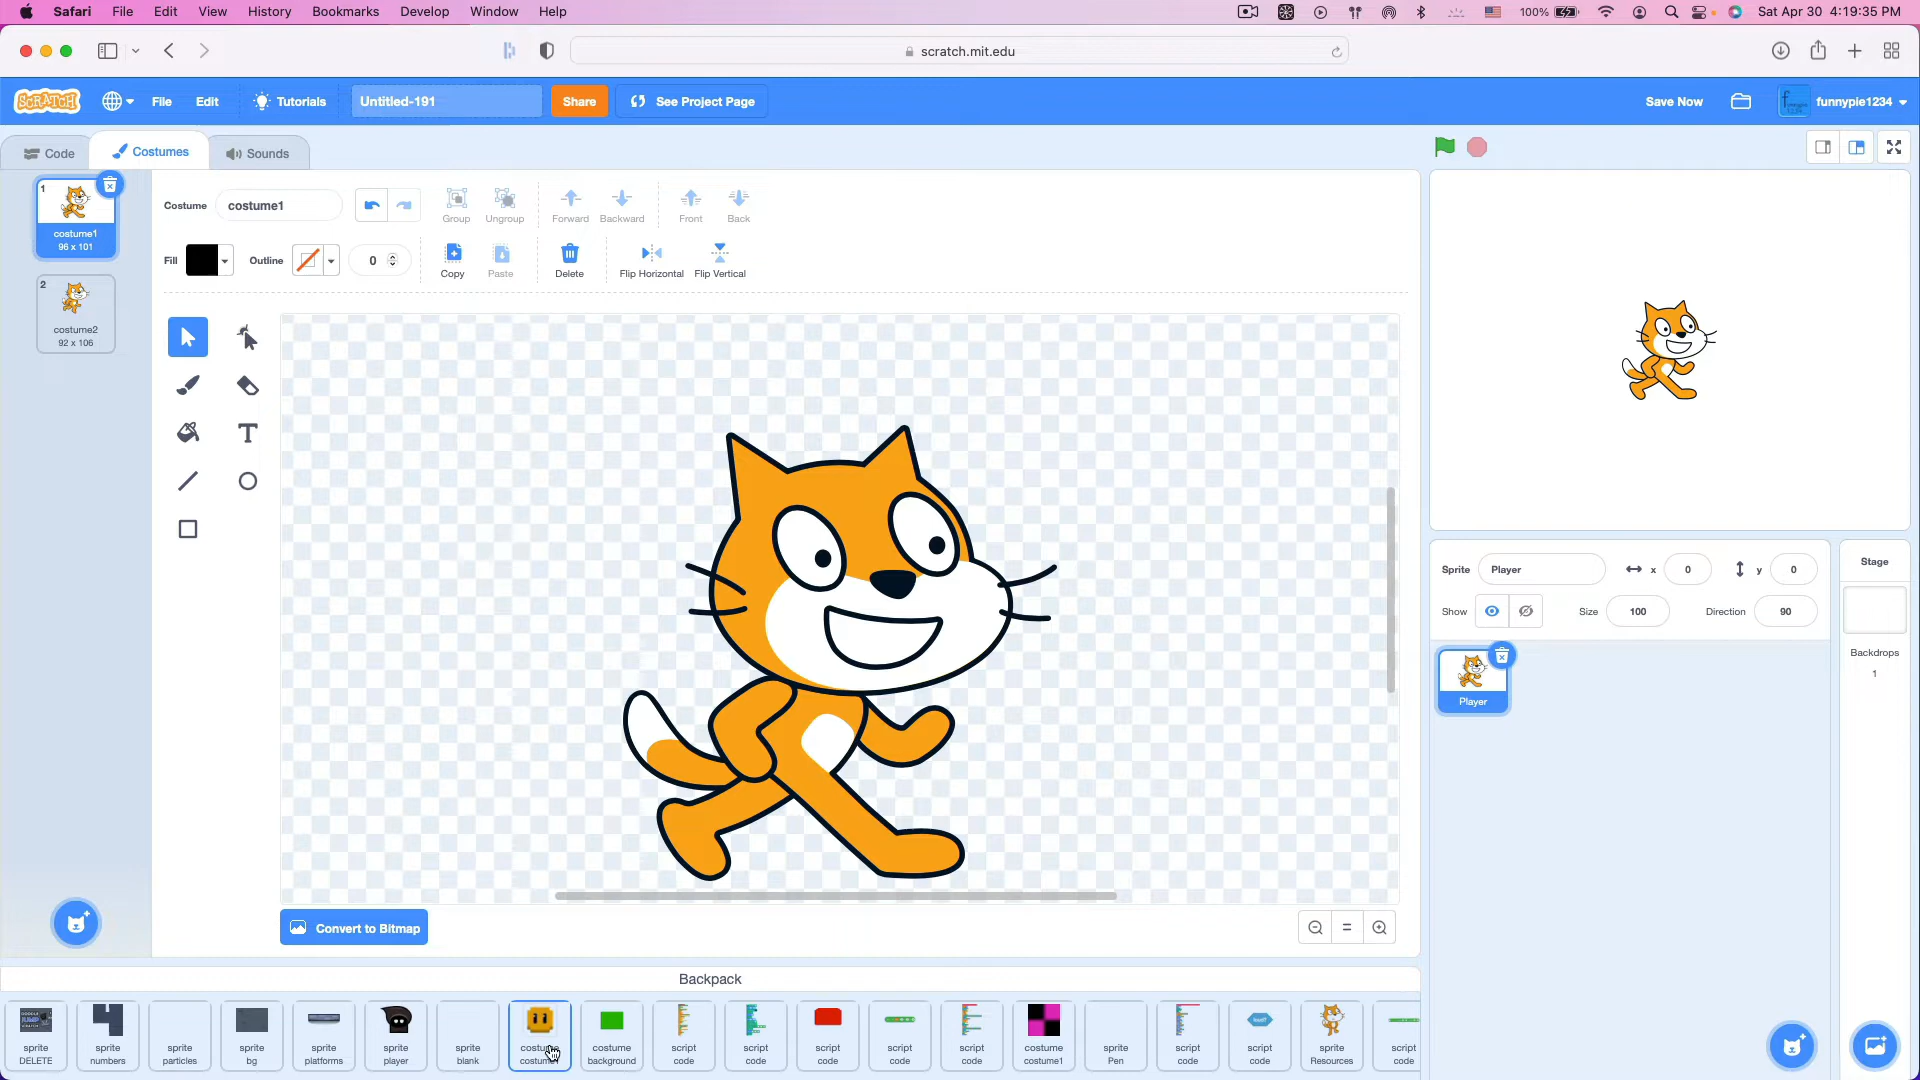 Safari File Edit View History Bookmarks Develop Window Help 100% Sat Apr 30 4:19:35 PM
scratch.mit.edu
SCRATCH File Edit Tutorials Untitled-191 Share See Project Page Save Now funnypie1234
Code Costumes Sounds
1
costume1
96 x 101
2
costume2
92 x 106
Costume costume1 Group Ungroup Forward Backward Front Back
Fill Outline 0 Copy Paste Delete Flip Horizontal Flip Vertical
T
Convert to Bitmap
Sprite Player x 0 y 0
Show Size 100 Direction 90
Player
Stage
Backdrops
1
Backpack
sprite
DELETE
sprite
numbers
sprite
particles
sprite
bg
sprite
platforms
sprite
player
sprite
blank
costume
background
script
code
script
code
script
code
script
code
script
code
costume
costume1
sprite
Pen
script
code
script
code
sprite
Resources
script
code